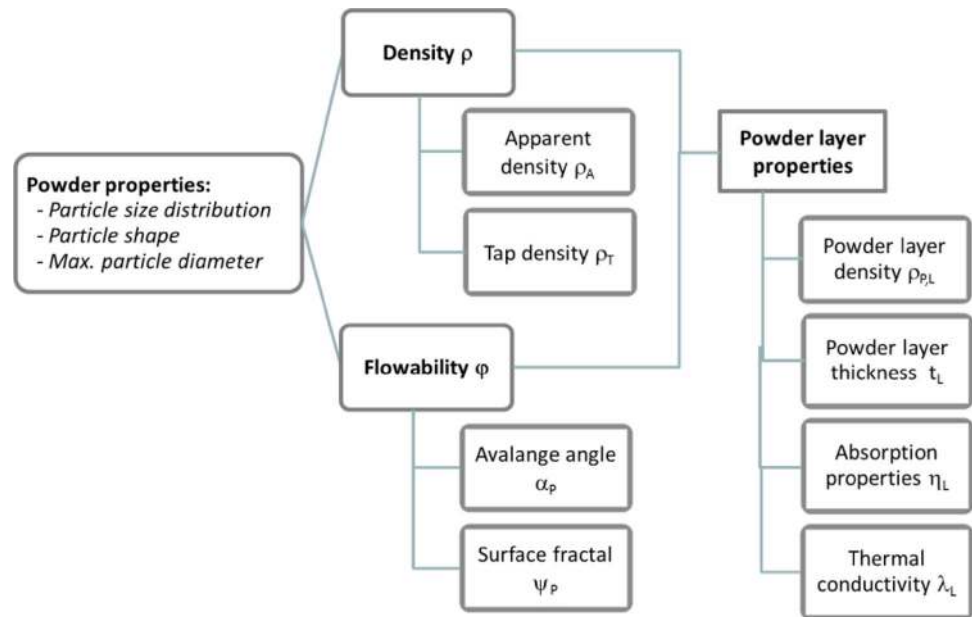 Powder properties:
- Particle size distribution
- Particle shape
- Max. particle diameter
Density ρ
Apparent
density ρA
Tap density ρT
Flowability φ
Avalange angle
αP
Surface fractal
ψP
Powder layer
properties
Powder layer
density ρP,L
Powder layer
thickness tL
Absorption
properties ηL
Thermal
conductivity λL